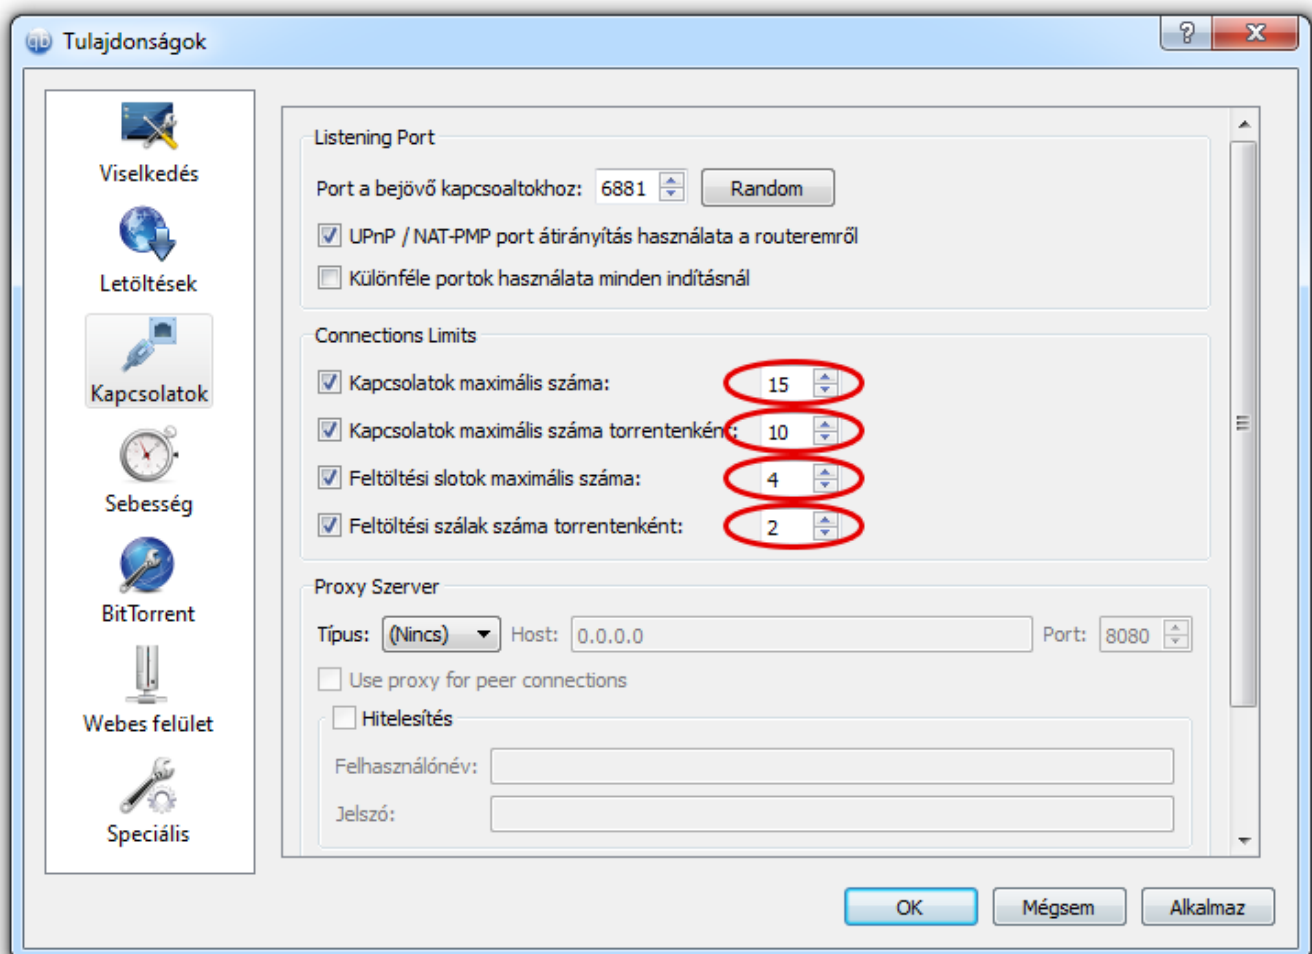 Tulajdonságok
Viselkedés
Letöltések
Kapcsolatok
Sebesség
BitTorrent
Webes felület
Speciális
Listening Port
Port a bejövő kapcsoaltokhoz: 6881 Random
UPnP / NAT-PMP port átirányítás használata a routeremről
Különféle portok használata minden indításnál
Connections Limits
Kapcsolatok maximális száma: 15
Kapcsolatok maximális száma torrentenként: 10
Feltöltési slotok maximális száma: 4
Feltöltési szálak száma torrentenként: 2
Proxy Szerver
Típus: (Nincs) Host: 0.0.0.0 Port: 8080
Use proxy for peer connections
Hitelesítés
Felhasználónév:
Jelszó:
OK Mégsem Alkalmaz